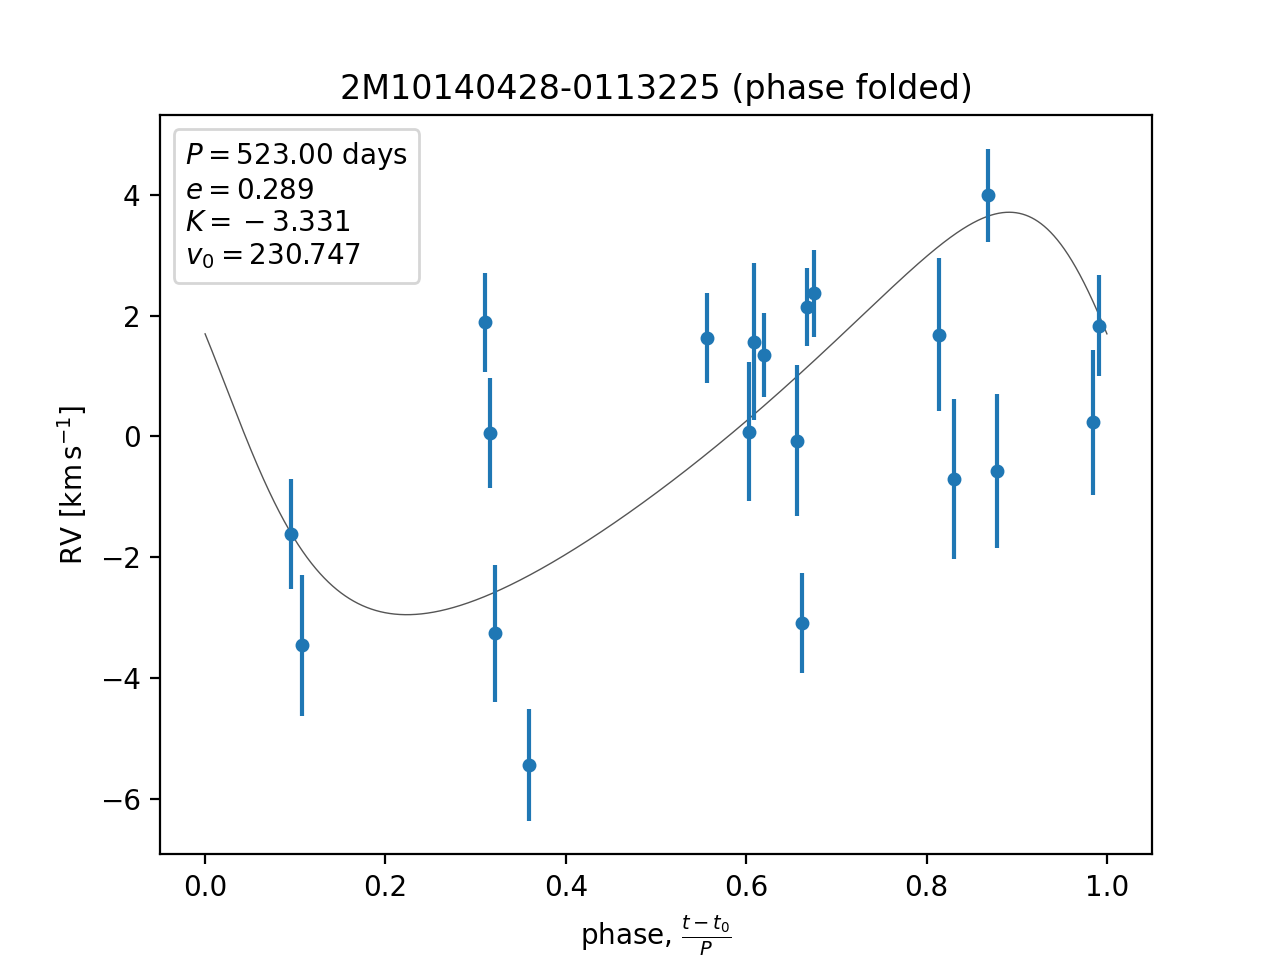 2M10140428-0113225 (phase folded)
P = 523.00 days
e = 0.289
K = −3.331
v₀ = 230.747
4
2
0
−2
−4
−6
RV [km s⁻¹]
0.0 0.2 0.4 0.6 0.8 1.0
phase, (t − t₀)/P